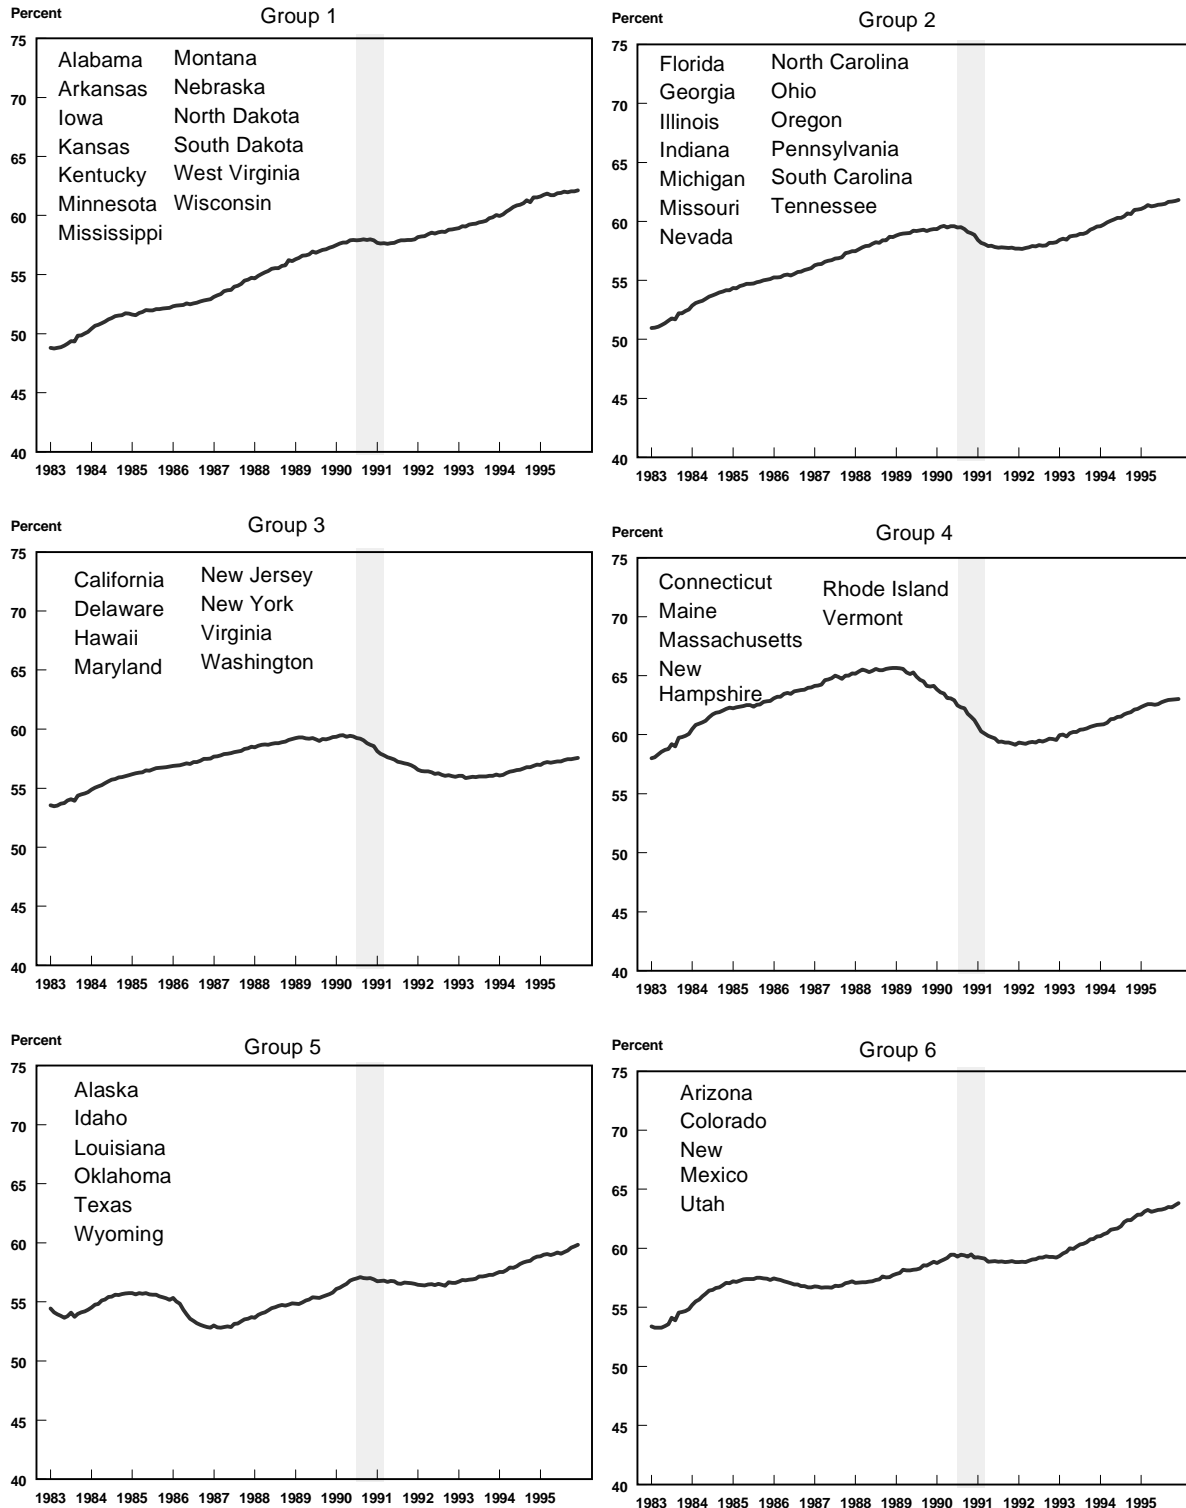 Percent
Group 1
75
70
65
60
55
50
45
40
Alabama
Arkansas
Iowa
Kansas
Kentucky
Minnesota
Mississippi
Montana
Nebraska
North Dakota
South Dakota
West Virginia
Wisconsin
1983 1984 1985 1986 1987 1988 1989 1990 1991 1992 1993 1994 1995
Percent
Group 2
75
70
65
60
55
50
45
40
Florida
Georgia
Illinois
Indiana
Michigan
Missouri
Nevada
North Carolina
Ohio
Oregon
Pennsylvania
South Carolina
Tennessee
1983 1984 1985 1986 1987 1988 1989 1990 1991 1992 1993 1994 1995
Percent
Group 3
75
70
65
60
55
50
45
40
California
Delaware
Hawaii
Maryland
New Jersey
New York
Virginia
Washington
1983 1984 1985 1986 1987 1988 1989 1990 1991 1992 1993 1994 1995
Percent
Group 4
75
70
65
60
55
50
45
40
Connecticut
Maine
Massachusetts
New
Hampshire
Rhode Island
Vermont
1983 1984 1985 1986 1987 1988 1989 1990 1991 1992 1993 1994 1995
Percent
Group 5
75
70
65
60
55
50
45
40
Alaska
Idaho
Louisiana
Oklahoma
Texas
Wyoming
1983 1984 1985 1986 1987 1988 1989 1990 1991 1992 1993 1994 1995
Percent
Group 6
75
70
65
60
55
50
45
40
Arizona
Colorado
New
Mexico
Utah
1983 1984 1985 1986 1987 1988 1989 1990 1991 1992 1993 1994 1995